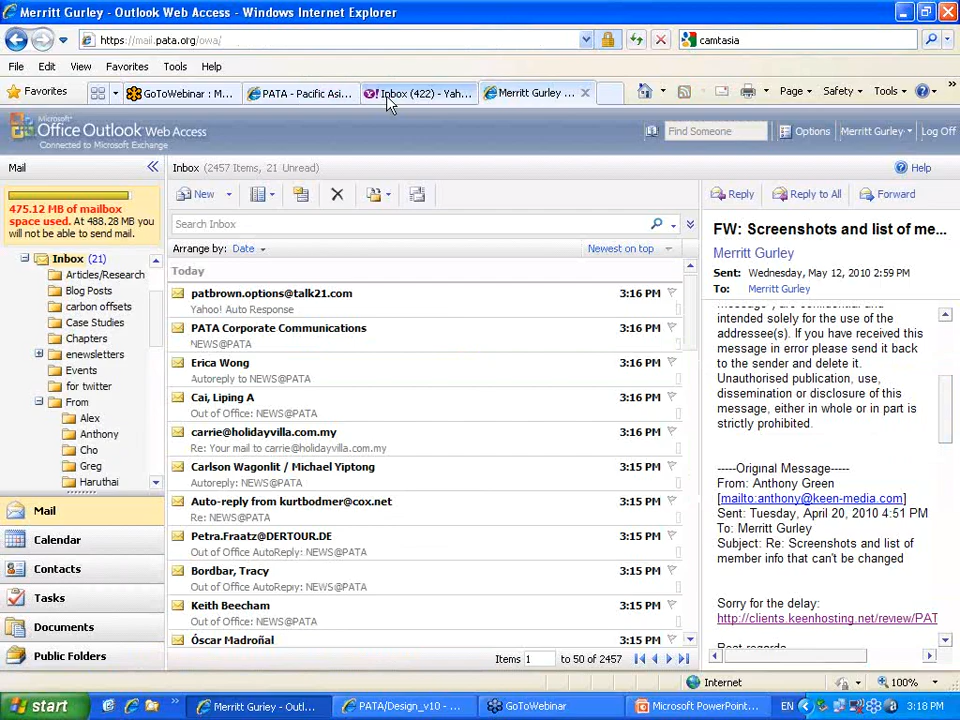 Merritt Gurley - Outlook Web Access - Windows Internet Explorer
https://mail.pata.org/owa/
camtasia
File Edit View Favorites Tools Help
Favorites
GoToWebinar : M...
PATA - Pacific Asi...
Inbox (422) - Yah...
Merritt Gurley ...
Page Safety Tools
Microsoft
Office Outlook Web Access
Connected to Microsoft Exchange
Find Someone
Options
Merritt Gurley
Log Off
Mail
Inbox (2457 Items, 21 Unread)
Help
475.12 MB of mailbox
space used. At 488.28 MB you
will not be able to send mail.
New
Reply
Reply to All
Forward
Search Inbox
Arrange by: Date
Newest on top
Inbox (21)
Articles/Research
Blog Posts
carbon offsets
Case Studies
Chapters
enewsletters
Events
for twitter
From
Alex
Anthony
Cho
Greg
Haruthai
Mail
Calendar
Contacts
Tasks
Documents
Public Folders
Today
patbrown.options@talk21.com 3:16 PM
Yahoo! Auto Response
PATA Corporate Communications 3:16 PM
NEWS@PATA
Erica Wong 3:16 PM
Autoreply to NEWS@PATA
Cai, Liping A 3:16 PM
Out of Office: NEWS@PATA
carrie@holidayvilla.com.my 3:16 PM
Re: Your mail to carrie@holidayvilla.com.my
Carlson Wagonlit / Michael Yiptong 3:15 PM
Autoreply: NEWS@PATA
Auto-reply from kurtbodmer@cox.net 3:15 PM
Re: NEWS@PATA
Petra.Fraatz@DERTOUR.DE 3:15 PM
Out of Office AutoReply: NEWS@PATA
Bordbar, Tracy 3:15 PM
Out of Office AutoReply: NEWS@PATA
Keith Beecham 3:15 PM
Out of Office: NEWS@PATA
Óscar Madroñal 3:15 PM
Items 1 to 50 of 2457
FW: Screenshots and list of me...
Merritt Gurley
Sent: Wednesday, May 12, 2010 2:59 PM
To: Merritt Gurley
intended solely for the use of the
addressee(s). If you have received this
message in error please send it back
to the sender and delete it.
Unauthorised publication, use,
dissemination or disclosure of this
message, either in whole or in part is
strictly prohibited.
-----Original Message-----
From: Anthony Green
[mailto:anthony@keen-media.com]
Sent: Tuesday, April 20, 2010 4:51 PM
To: Merritt Gurley
Subject: Re: Screenshots and list of
member info that can't be changed
Sorry for the delay:
http://clients.keenhosting.net/review/PAT
Internet
100%
start
Merritt Gurley - Outl...
PATA/Design_v10 - ...
GoToWebinar
Microsoft PowerPoint...
EN
3:18 PM